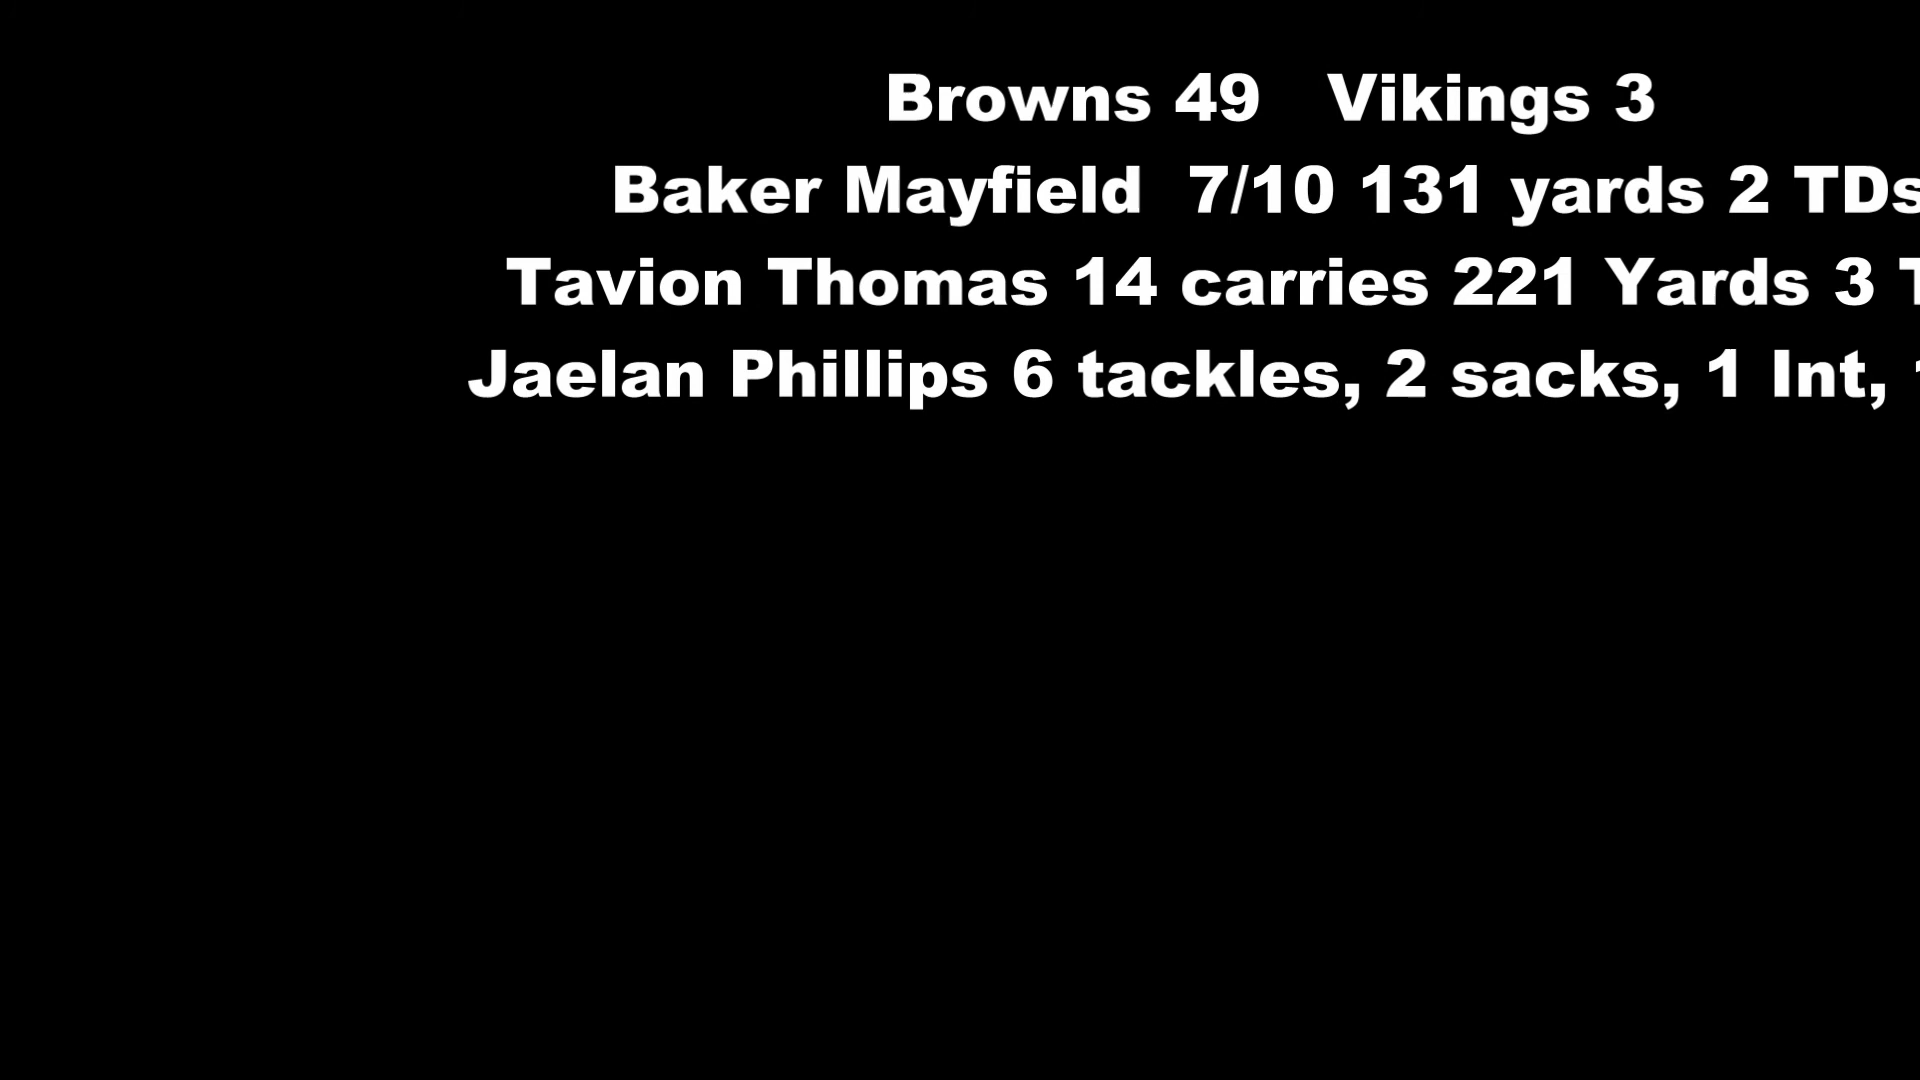 Browns 49   Vikings 3
Baker Mayfield  7/10 131 yards 2 TDs
Tavion Thomas 14 carries 221 Yards 3
Jaelan Phillips 6 tackles, 2 sacks, 1 Int,